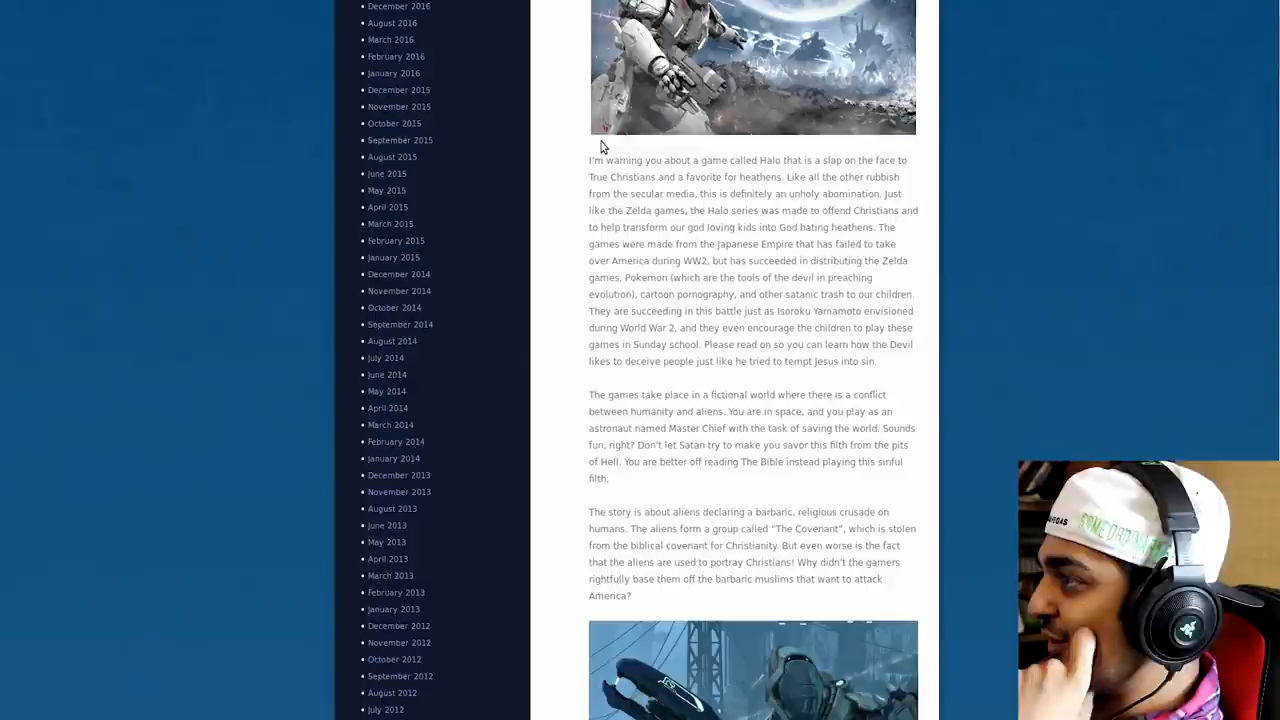 December 2016
August 2016
March 2016
February 2016
January 2016
December 2015
November 2015
October 2015
September 2015
August 2015
June 2015
May 2015
April 2015
March 2015
February 2015
January 2015
December 2014
November 2014
October 2014
September 2014
August 2014
July 2014
June 2014
May 2014
April 2014
March 2014
February 2014
January 2014
December 2013
November 2013
August 2013
June 2013
May 2013
April 2013
March 2013
February 2013
January 2013
December 2012
November 2012
October 2012
September 2012
August 2012
July 2012
I'm warning you about a game called Halo that is a slap on the face to
True Christians and a favorite for heathens. Like all the other rubbish
from the secular media, this is definitely an unholy abomination. Just
like the Zelda games, the Halo series was made to offend Christians and
to help transform our god loving kids into God hating heathens. The
games were made from the Japanese Empire that has failed to take
over America during WW2, but has succeeded in distributing the Zelda
games, Pokemon (which are the tools of the devil in preaching
evolution), cartoon pornography, and other satanic trash to our children.
They are succeeding in this battle just as Isoroku Yamamoto envisioned
during World War 2, and they even encourage the children to play these
games in Sunday school. Please read on so you can learn how the Devil
likes to deceive people just like he tried to tempt Jesus into sin.
The games take place in a fictional world where there is a conflict
between humanity and aliens. You are in space, and you play as an
astronaut named Master Chief with the task of saving the world. Sounds
fun, right? Don't let Satan try to make you savor this filth from the pits
of Hell. You are better off reading The Bible instead playing this sinful
filth.
The story is about aliens declaring a barbaric, religious crusade on
humans. The aliens form a group called "The Covenant", which is stolen
from the biblical covenant for Christianity. But even worse is the fact
that the aliens are used to portray Christians! Why didn't the gamers
rightfully base them off the barbaric muslims that want to attack
America?